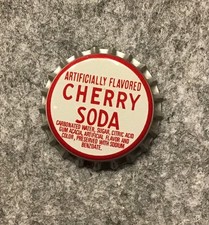 ARTIFICIALLY FLAVORED
CHERRY
SODA
CARBONATED WATER, SUGAR, CITRIC ACID
GUM ACACIA, ARTIFICIAL FLAVOR AND
COLOR, PRESERVED WITH SODIUM
BENZOATE.